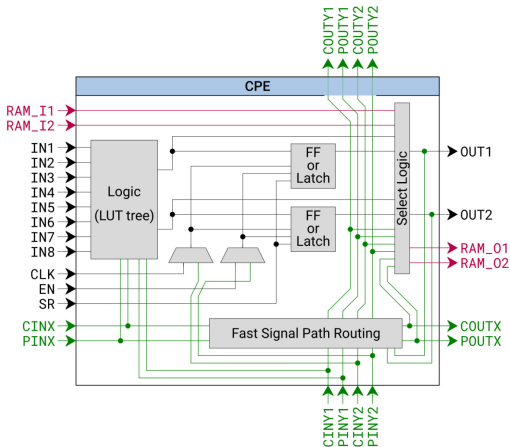 COUTY1
POUTY1
COUTY2
POUTY2
CPE
RAM_I1
RAM_I2
IN1
IN2
IN3
IN4
IN5
IN6
IN7
IN8
CLK
EN
SR
CINX
PINX
Logic
(LUT tree)
FF
or
Latch
FF
or
Latch
Select Logic
Fast Signal Path Routing
OUT1
OUT2
RAM_O1
RAM_O2
COUTX
POUTX
CINY1
PINY1
CINY2
PINY2